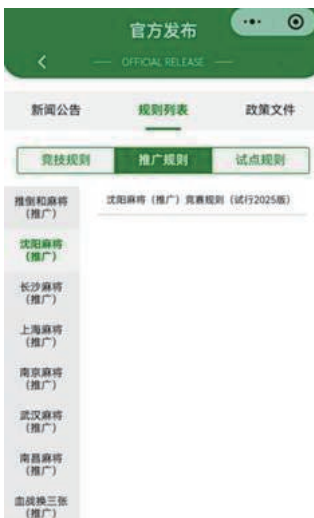 官方发布
OFFICIAL RELEASE
新闻公告 规则列表 政策文件
竞技规则 推广规则 试点规则
推倒和麻将
(推广)
沈阳麻将（推广）竞赛规则（试行2025版）
沈阳麻将
(推广)
长沙麻将
(推广)
上海麻将
(推广)
南京麻将
(推广)
武汉麻将
(推广)
南昌麻将
(推广)
血战换三张
(推广)